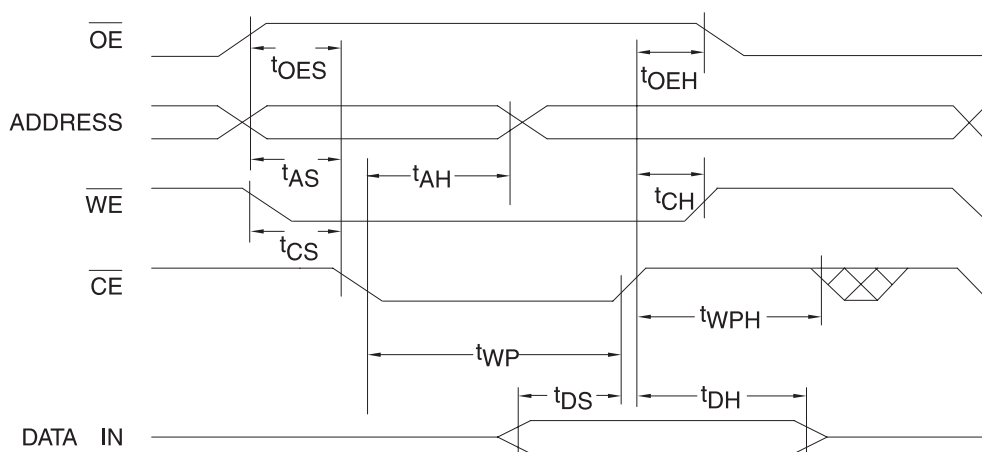 OE
tOES
tOEH
ADDRESS
tAS
tAH
WE
tCH
tCS
CE
tWPH
tWP
tDS
tDH
DATA IN